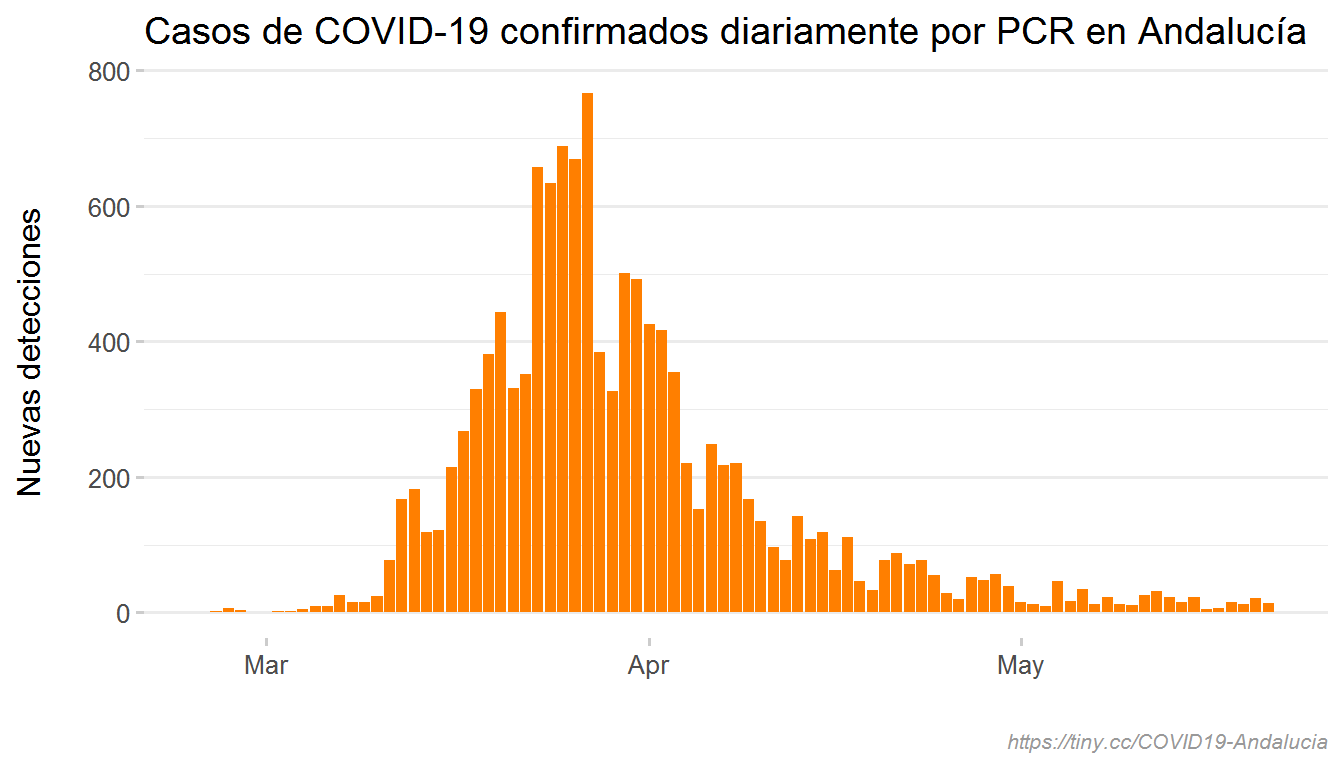 Casos de COVID-19 confirmados diariamente por PCR en Andalucía
Nuevas detecciones
800
600
400
200
0
Mar Apr May
https://tiny.cc/COVID19-Andalucia